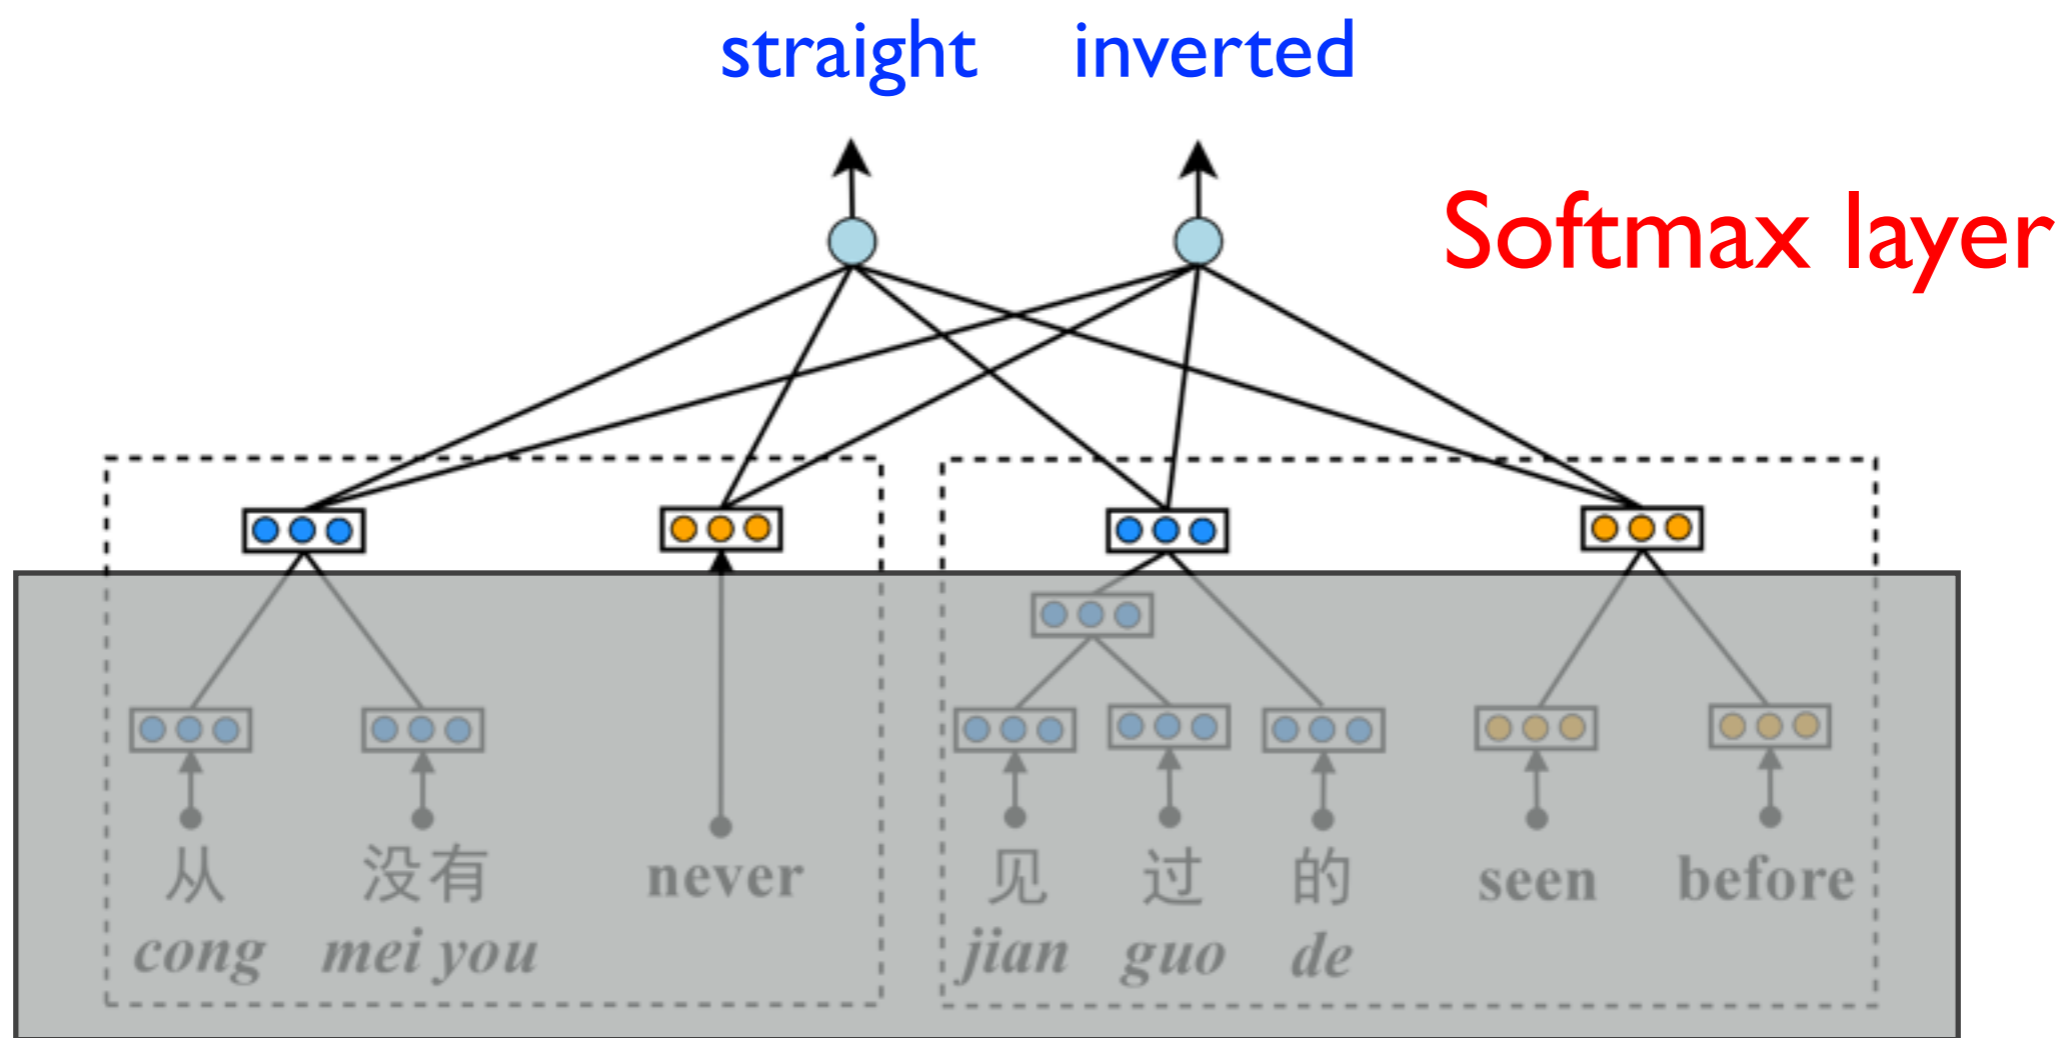 straight inverted
Softmax layer
从 没有 never 见 过 的 seen before
cong mei you jian guo de